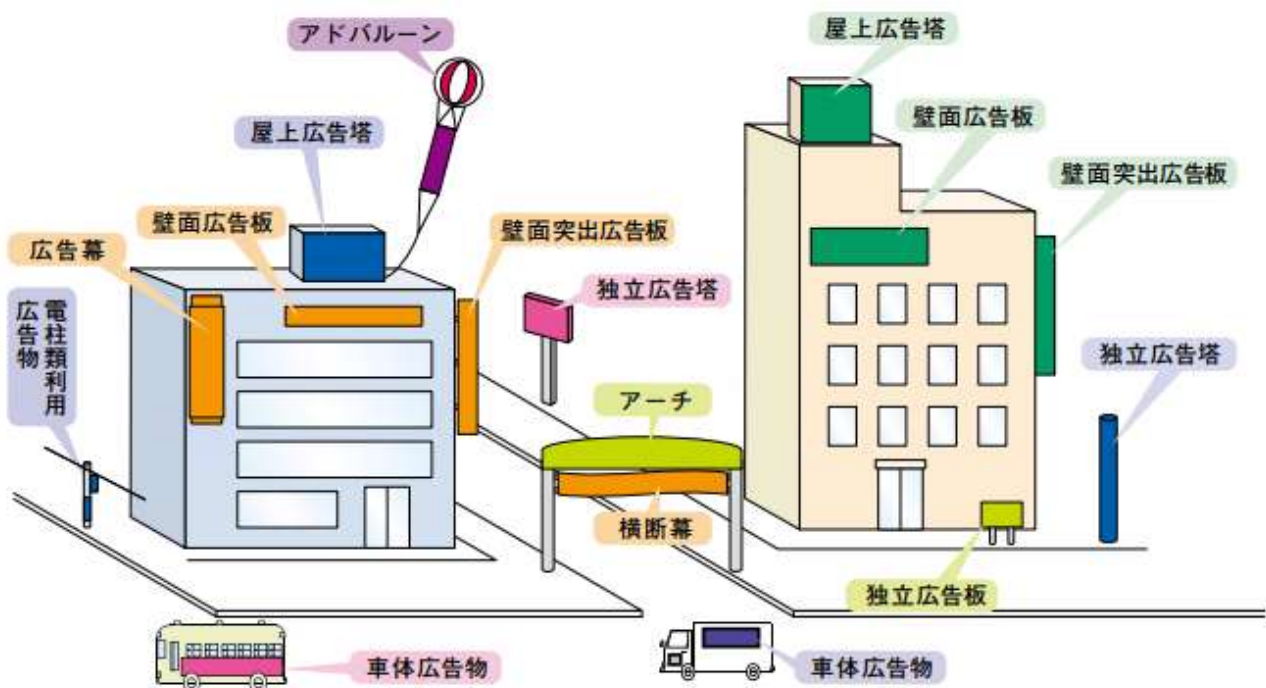 アドバルーン
屋上広告塔
屋上広告塔
壁面広告板
壁面突出広告板
壁面広告板
壁面突出広告板
広告幕
独立広告塔
電柱類利用
広告物
独立広告塔
アーチ
横断幕
独立広告板
車体広告物
車体広告物